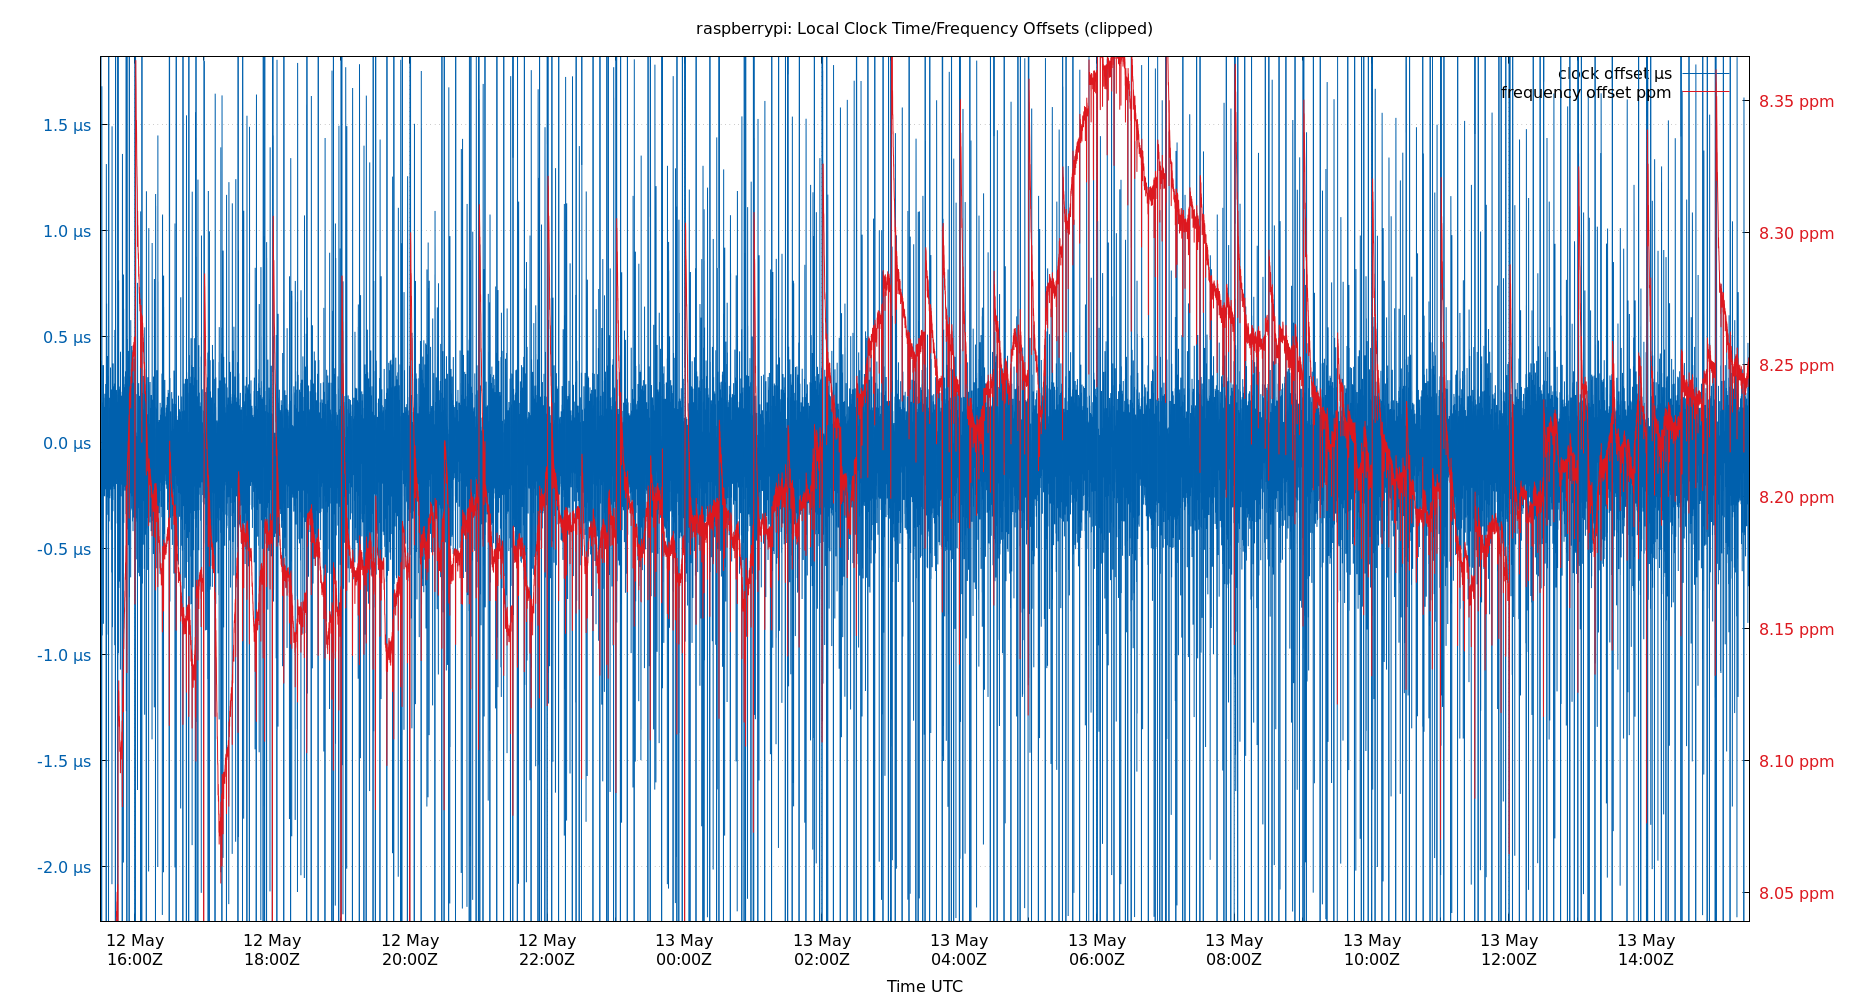 raspberrypi: Local Clock Time/Frequency Offsets (clipped)
clock offset µs
frequency offset ppm
1.5 µs
1.0 µs
0.5 µs
0.0 µs
-0.5 µs
-1.0 µs
-1.5 µs
-2.0 µs
8.35 ppm
8.30 ppm
8.25 ppm
8.20 ppm
8.15 ppm
8.10 ppm
8.05 ppm
12 May 12 May 12 May 12 May 13 May 13 May 13 May 13 May 13 May 13 May 13 May 13 May
16:00Z 18:00Z 20:00Z 22:00Z 00:00Z 02:00Z 04:00Z 06:00Z 08:00Z 10:00Z 12:00Z 14:00Z
Time UTC